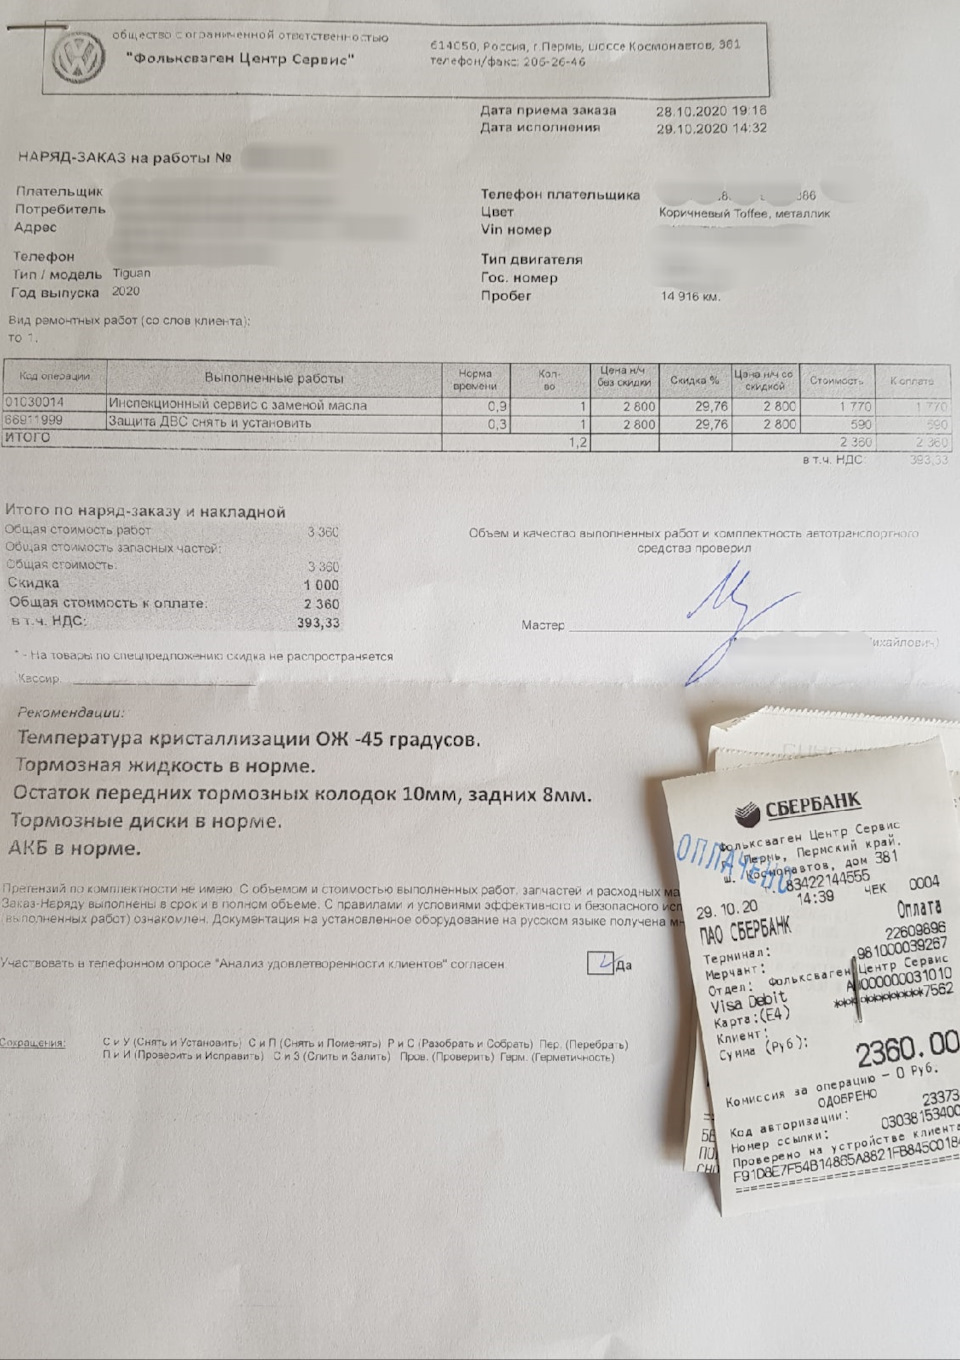 общество с ограниченной ответственностью
"Фольксваген Центр Сервис"
614050, Россия, г Пермь, шоссе Космонавтов, 381
телефон/факс: 206-26-46
Дата приема заказа 28.10.2020 19:16
Дата исполнения 29.10.2020 14:32
НАРЯД-ЗАКАЗ на работы №
Плательщик
Потребитель
Адрес
Телефон
Тип / модель Tiguan
Год выпуска 2020
Телефон плательщика
Цвет Коричневый Toffee, металлик
Vin номер
Тип двигателя
Гос. номер
Пробег 14 916 км.
Вид ремонтных работ (со слов клиента):
то 1.
Код операции Выполненные работы Норма времени Кол-во Цена н/ч без скидки Скидка % Цена н/ч со скидкой Стоимость К оплате
01030014 Инспекционный сервис с заменой масла 0,9 1 2 800 29,76 2 800 1 770 1 770
66911999 Защита ДВС снять и установить 0,3 1 2 800 29,76 2 800 590 590
ИТОГО 1,2 2 360 2 360
в т.ч. НДС: 393,33
Итого по наряд-заказу и накладной
Общая стоимость работ 3 360
Общая стоимость запасных частей:
Общая стоимость: 3 360
Скидка 1 000
Общая стоимость к оплате: 2 360
в т.ч. НДС: 393,33
Объем и качество выполненных работ и комплектность автотранспортного
средства проверил
Мастер
ихайлович)
* - На товары по спецпредложению скидка не распространяется
Кассир:
Рекомендации:
Температура кристаллизации ОЖ -45 градусов.
Тормозная жидкость в норме.
Остаток передних тормозных колодок 10мм, задних 8мм.
Тормозные диски в норме.
АКБ в норме.
Претензий по комплектности не имею. С объемом и стоимостью выполненных работ, запчастей и расходных ма
Заказ-Наряду выполнены в срок и в полном объеме. С правилами и условиями эффективного и безопасного исп
(выполненных работ) ознакомлен. Документация на установленное оборудование на русском языке получена м
Участвовать в телефонном опросе "Анализ удовлетворенности клиентов" согласен Да
Сокращения: С и У (Снять и Установить) С и П (Снять и Поменять) Р и С (Разобрать и Собрать) Пер. (Перебрать)
П и И (Проверить и Исправить) С и З (Слить и Залить) Пров. (Проверить) Герм. (Герметичность)
СБЕРБАНК
Фольксваген Центр Сервис
г. Пермь, Пермский край.
ш. Космонавтов, дом 381
83422144555
ОПЛАЧЕНО
29.10.20 14:39 ЧЕК 0004
ПАО СБЕРБАНК Оплата
Терминал: 22609896
Мерчант: 961000039267
Отдел: Фольксваген Центр Сервис
Visa Debit A0000000031010
Карта:(E4) ************7562
Клиент:
Сумма (Руб):
2360.00
Комиссия за операцию – 0 Руб.
ОДОБРЕНО
Код авторизации: 23373
Номер ссылки: 03038153400
Проверено на устройстве клиента
F91D8E7F54B14865A8821FB845C0184
БЕ
ПО
СНО